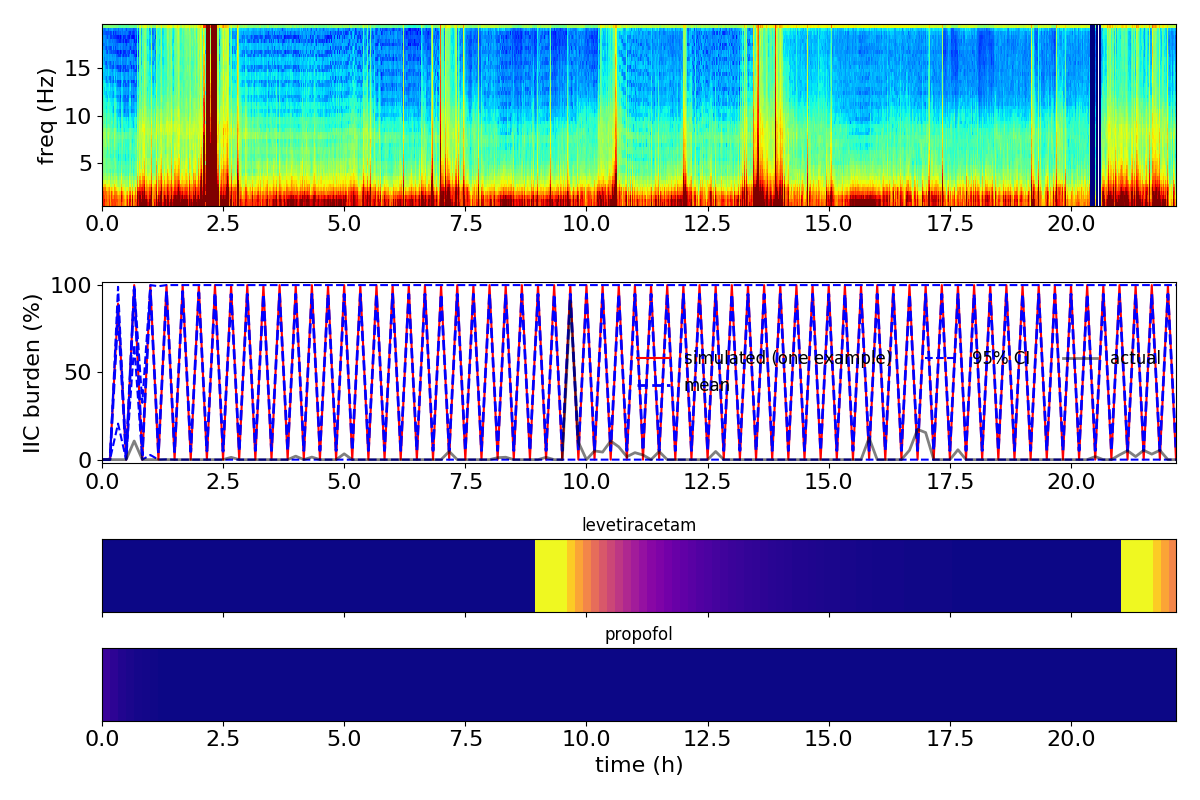 freq (Hz)
15
10
5
0.0 2.5 5.0 7.5 10.0 12.5 15.0 17.5 20.0
IIC burden (%)
100
50
0
simulated (one example) 95% CI actual
mean
0.0 2.5 5.0 7.5 10.0 12.5 15.0 17.5 20.0
levetiracetam
propofol
0.0 2.5 5.0 7.5 10.0 12.5 15.0 17.5 20.0
time (h)